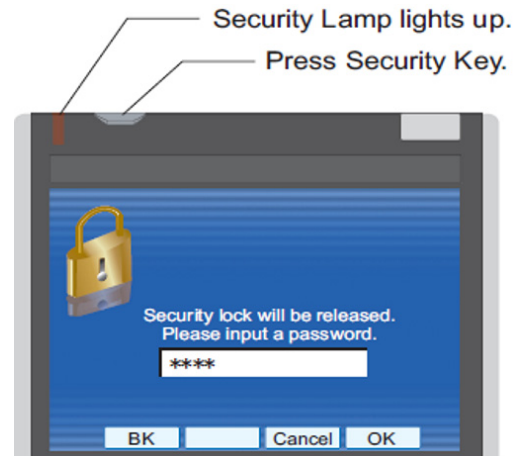 Security Lamp lights up.
Press Security Key.
Security lock will be released.
Please input a password.
****
BK Cancel OK